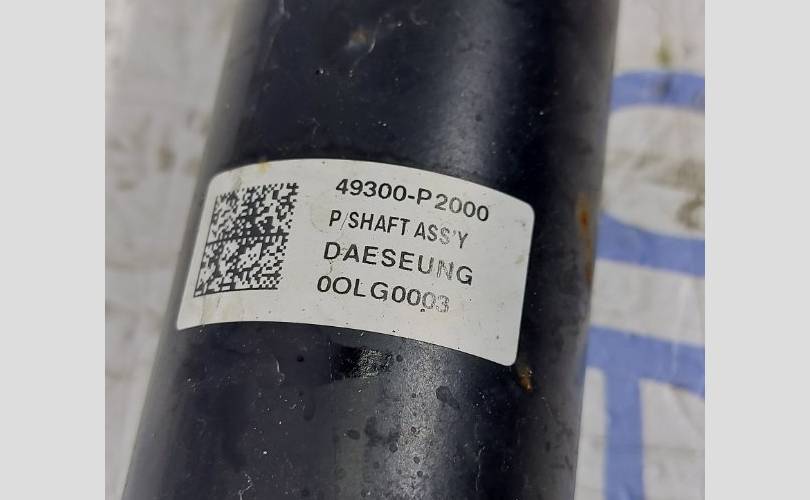 49300-P2000
P/SHAFT ASS'Y
DAESEUNG
0OLG0003